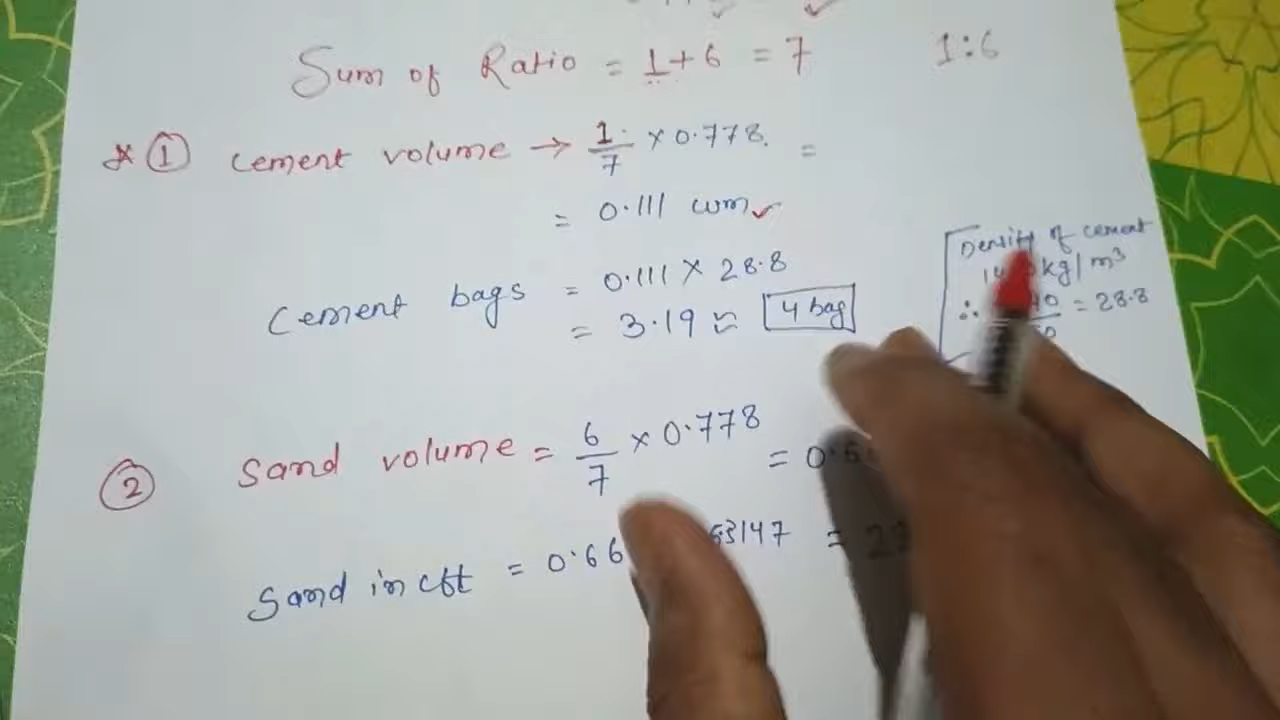 Sum of Ratio = 1 + 6 = 7 1:6
* ① Cement volume → 1/7 × 0.778 =
= 0.111 cum ✓
Cement bags = 0.111 × 28.8
= 3.19 ≈ 4 bag
Density of cement
kg/m³
∴ = 28.8
② Sand volume = 6/7 × 0.778
= 0.6
Sand in cft = 0.66 53147 = 2